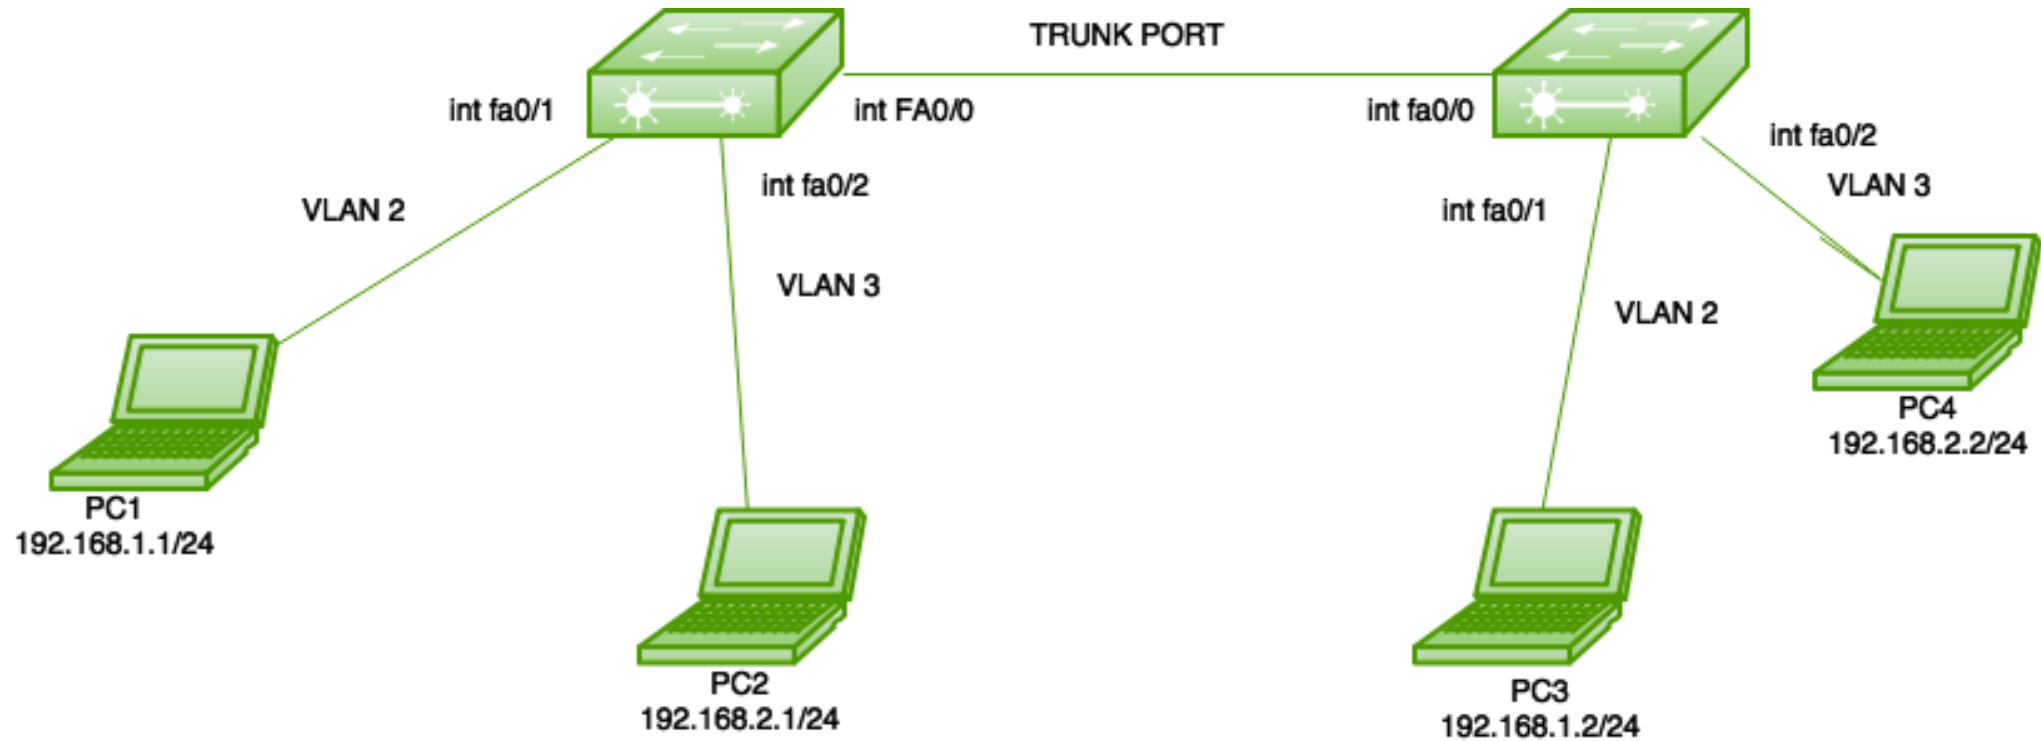 TRUNK PORT
int fa0/1
int FA0/0
int fa0/0
int fa0/2
VLAN 2
int fa0/2
int fa0/1
VLAN 3
VLAN 3
VLAN 2
PC1
192.168.1.1/24
PC4
192.168.2.2/24
PC2
192.168.2.1/24
PC3
192.168.1.2/24